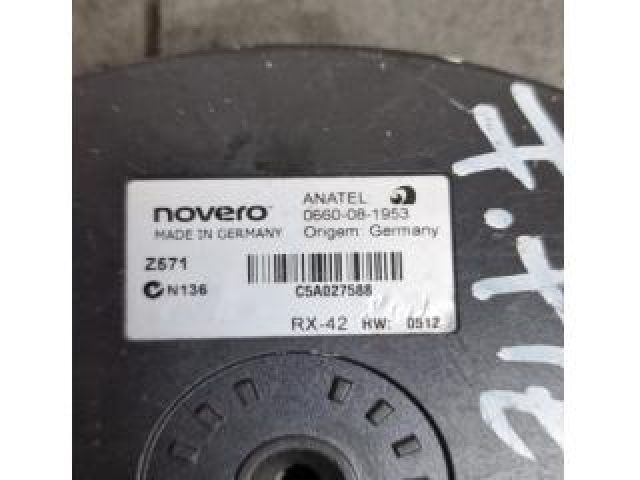 novero
MADE IN GERMANY
ANATEL
0660-08-1953
Origem: Germany
Z571
N136
C5A027588
RX-42 HW: 0512